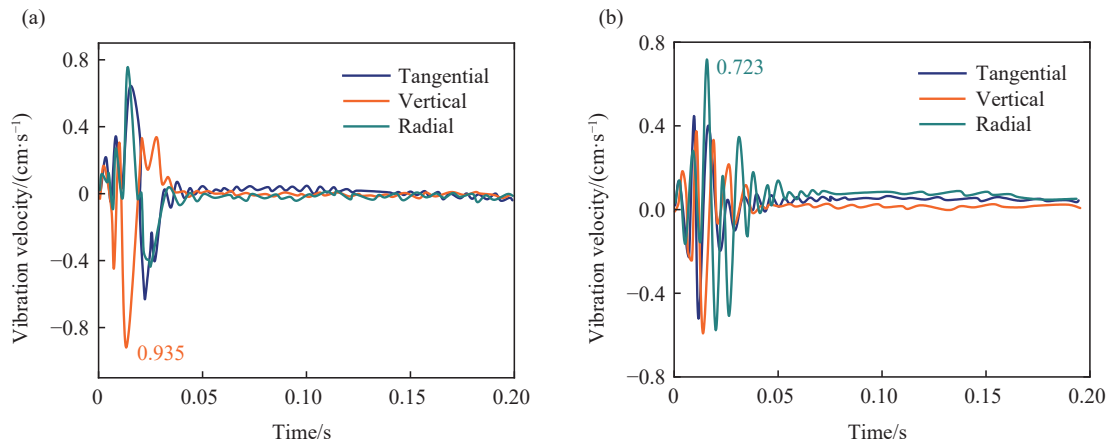 (a)
Vibration velocity/(cm·s⁻¹)
0.8
0.4
0
−0.4
−0.8
Tangential
Vertical
Radial
0.935
0
0.05
0.10
0.15
0.20
Time/s
(b)
Vibration velocity/(cm·s⁻¹)
0.8
0.4
0.0
−0.4
−0.8
0.723
Tangential
Vertical
Radial
0
0.05
0.10
0.15
0.20
Time/s